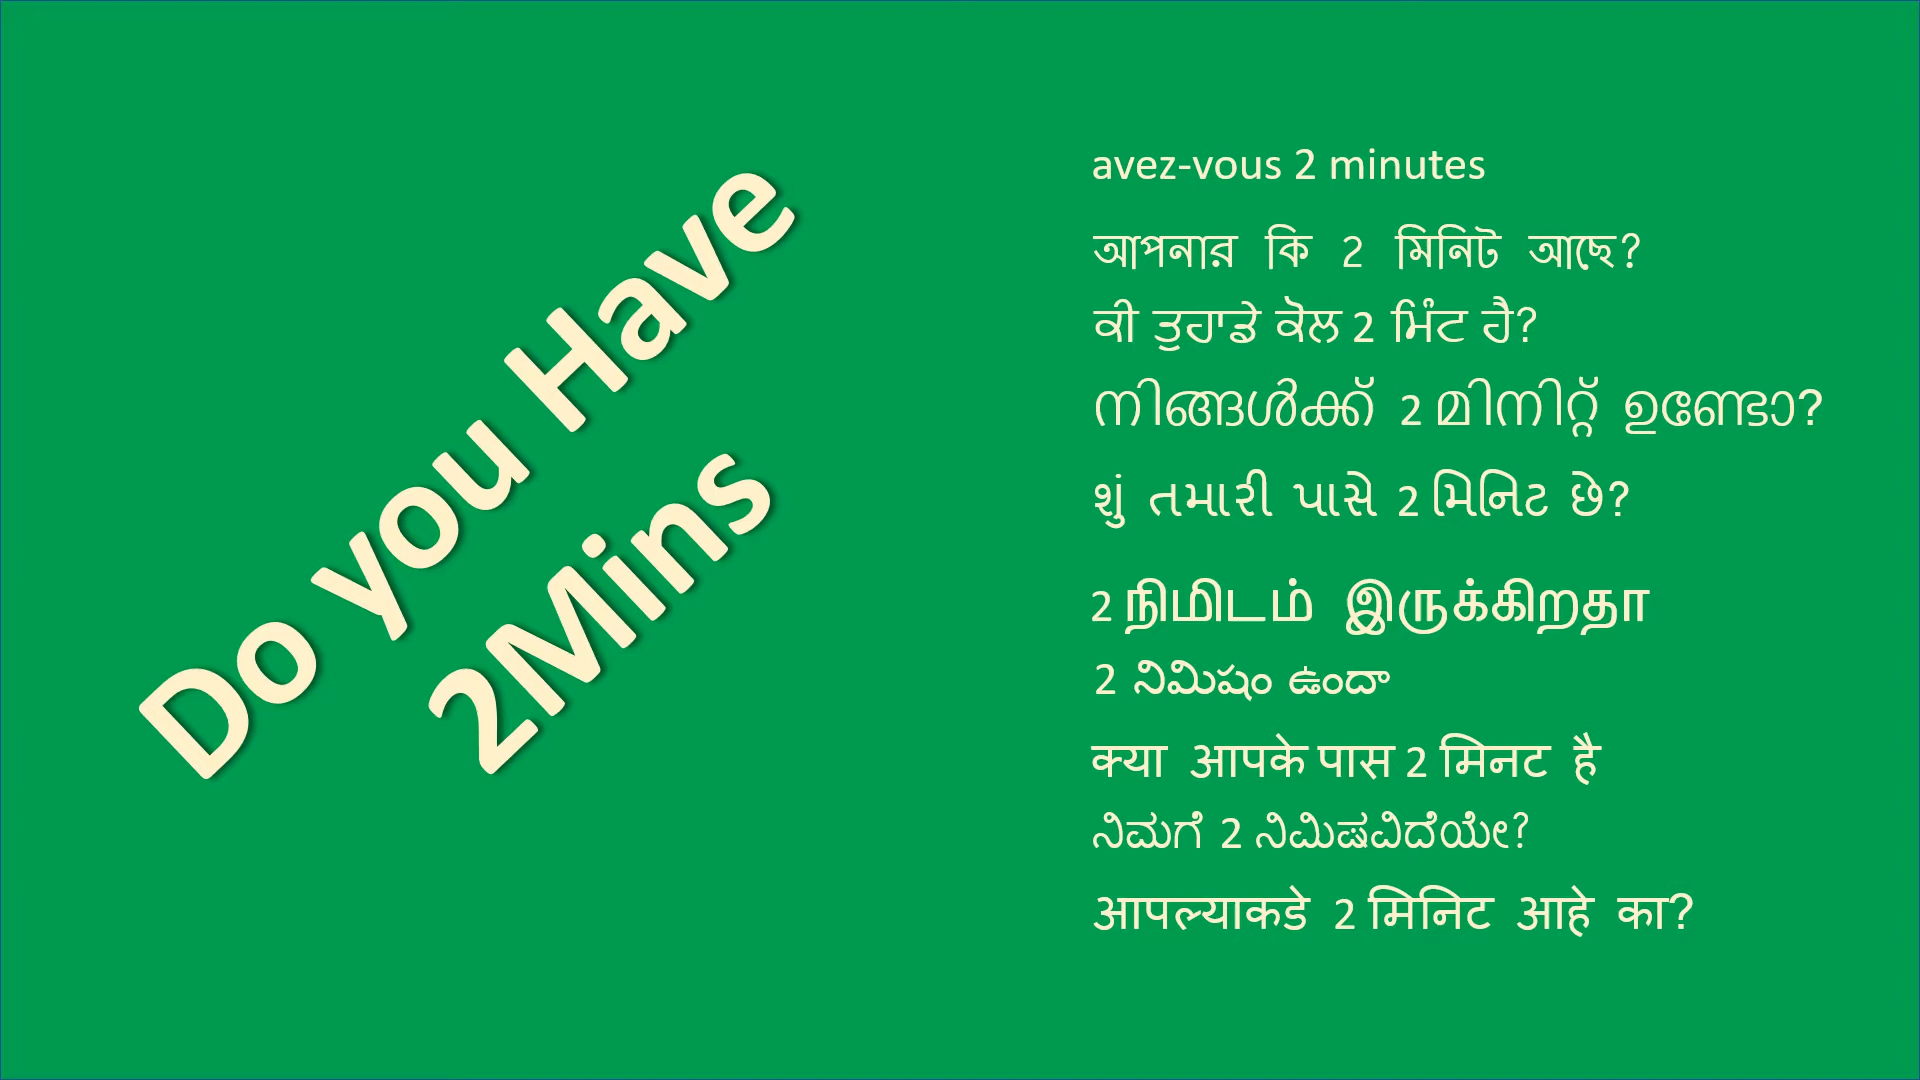 Do you Have
2Mins
avez-vous 2 minutes
আপনার কি 2 মিনিট আছে?
ਕੀ ਤੁਹਾਡੇ ਕੋਲ 2 ਮਿੰਟ ਹੈ?
നിങ്ങൾക്ക് 2 മിനിറ്റ് ഉണ്ടോ?
શું તમારી પાસે 2 મિનિટ છે?
2 நிமிடம் இருக்கிறதா
2 నిమిషం ఉందా
क्या आपके पास 2 मिनट है
ನಿಮಗೆ 2 ನಿಮಿಷವಿದೆಯೇ?
आपल्याकडे 2 मिनिट आहे का?